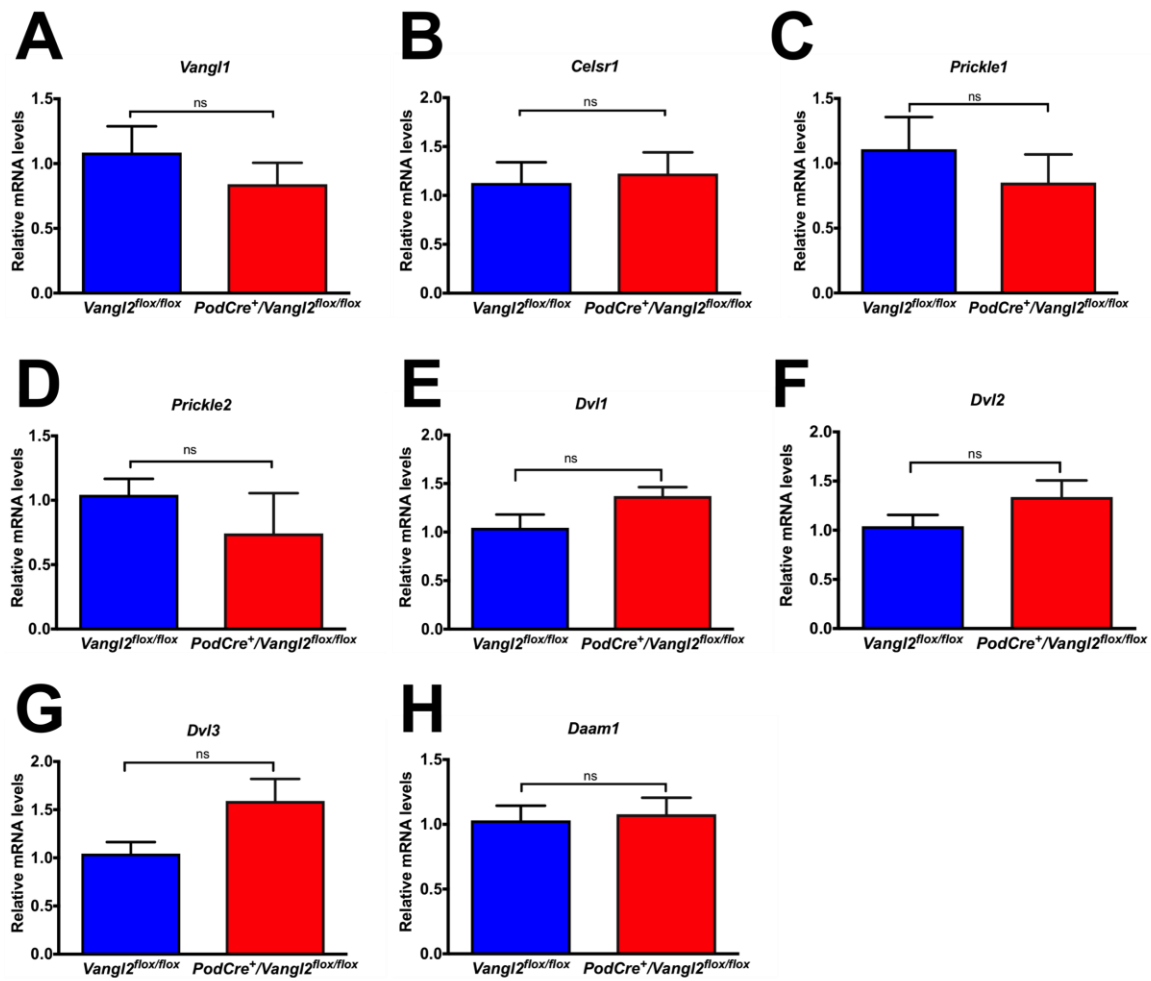 A
Vangl1
Relative mRNA levels
1.5
1.0
0.5
0.0
ns
Vangl2flox/flox
PodCre+/Vangl2flox/flox
B
Celsr1
Relative mRNA levels
2.0
1.5
1.0
0.5
0.0
ns
Vangl2flox/flox
PodCre+/Vangl2flox/flox
C
Prickle1
Relative mRNA levels
1.5
1.0
0.5
0.0
ns
Vangl2flox/flox
PodCre+/Vangl2flox/flox
D
Prickle2
Relative mRNA levels
1.5
1.0
0.5
0.0
ns
Vangl2flox/flox
PodCre+/Vangl2flox/flox
E
Dvl1
Relative mRNA levels
2.0
1.5
1.0
0.5
0.0
ns
Vangl2flox/flox
PodCre+/Vangl2flox/flox
F
Dvl2
Relative mRNA levels
2.0
1.5
1.0
0.5
0.0
ns
Vangl2flox/flox
PodCre+/Vangl2flox/flox
G
Dvl3
Relative mRNA levels
2.0
1.5
1.0
0.5
0.0
ns
Vangl2flox/flox
PodCre+/Vangl2flox/flox
H
Daam1
Relative mRNA levels
1.5
1.0
0.5
0.0
ns
Vangl2flox/flox
PodCre+/Vangl2flox/flox